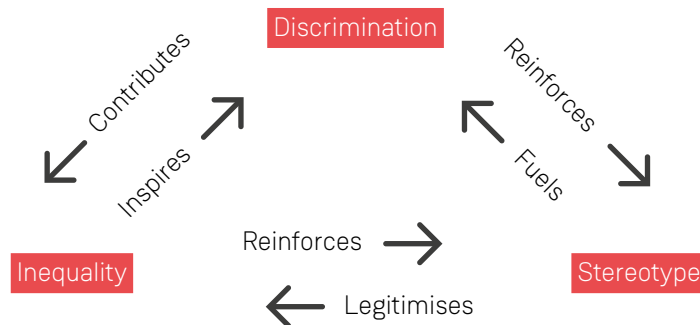 Discrimination
Contributes
Reinforces
Inspires
Fuels
Reinforces
Inequality
Stereotype
Legitimises